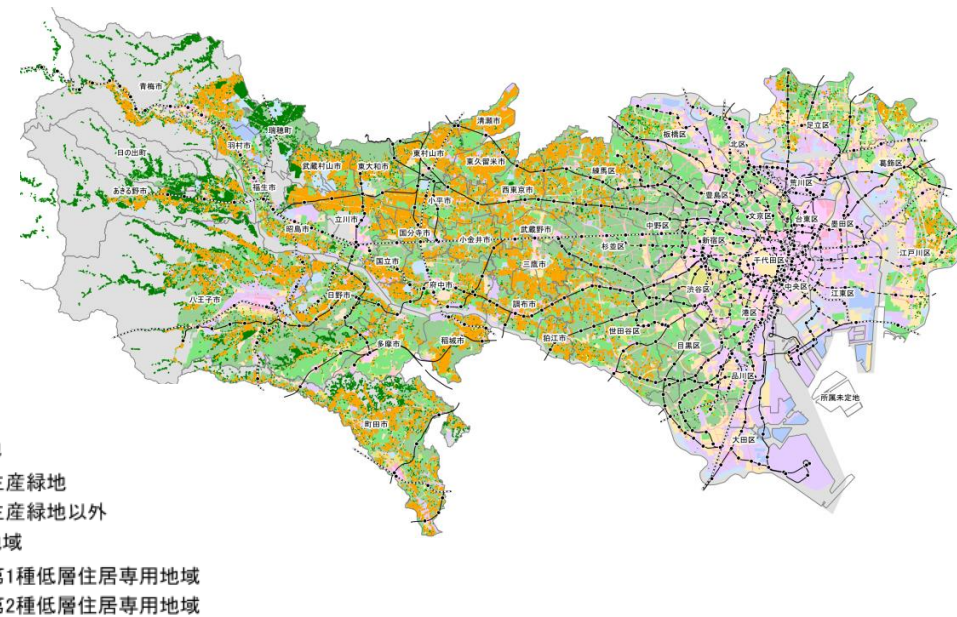 青梅市
瑞穂町
清瀬市
足立区
板橋区
北区
羽村市
日の出町
東村山市
葛飾区
武蔵村山市
東大和市
東久留米市
練馬区
荒川区
あきる野市
福生市
西東京市
豊島区
小平市
文京区
台東区
墨田区
立川市
昭島市
国分寺市
小金井市
武蔵野市
中野区
杉並区
新宿区
江戸川区
国立市
三鷹市
千代田区
渋谷区
中央区
江東区
府中市
八王子市
日野市
調布市
港区
世田谷区
稲城市
狛江市
多摩市
目黒区
品川区
所属未定地
町田市
大田区
生産緑地
生産緑地以外
地域
第1種低層住居専用地域
第2種低層住居専用地域